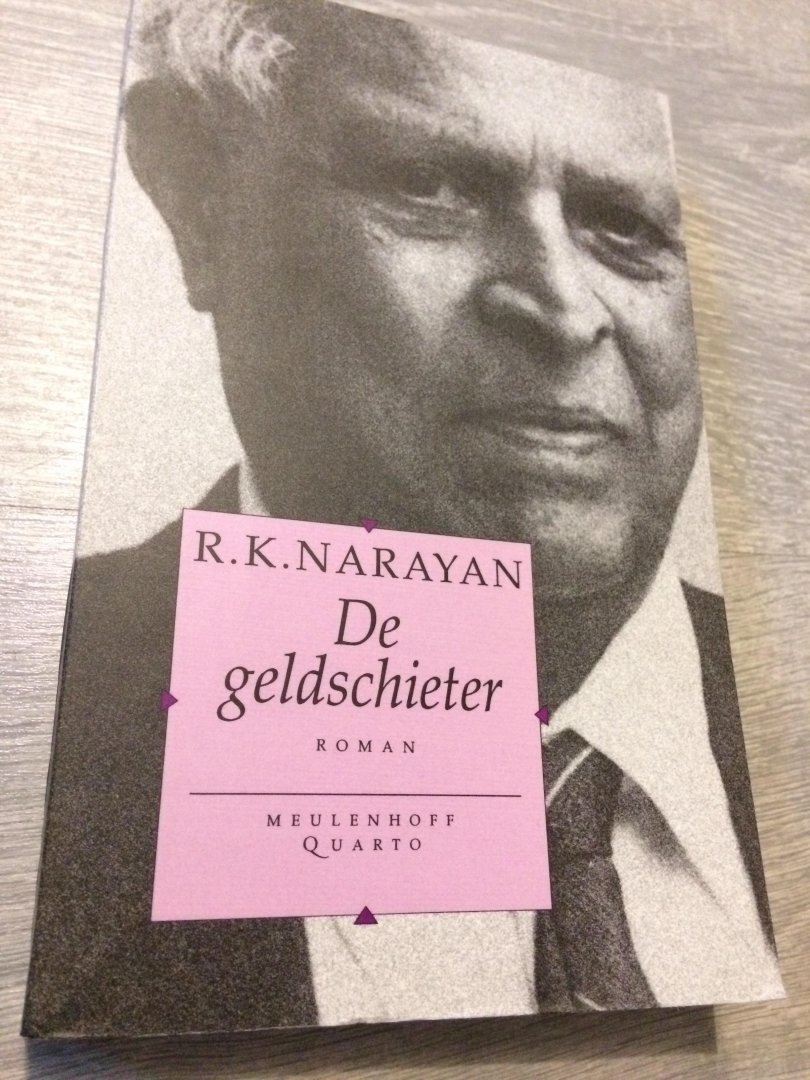 R.K.NARAYAN
De
geldschieter
ROMAN
MEULENHOFF
QUARTO